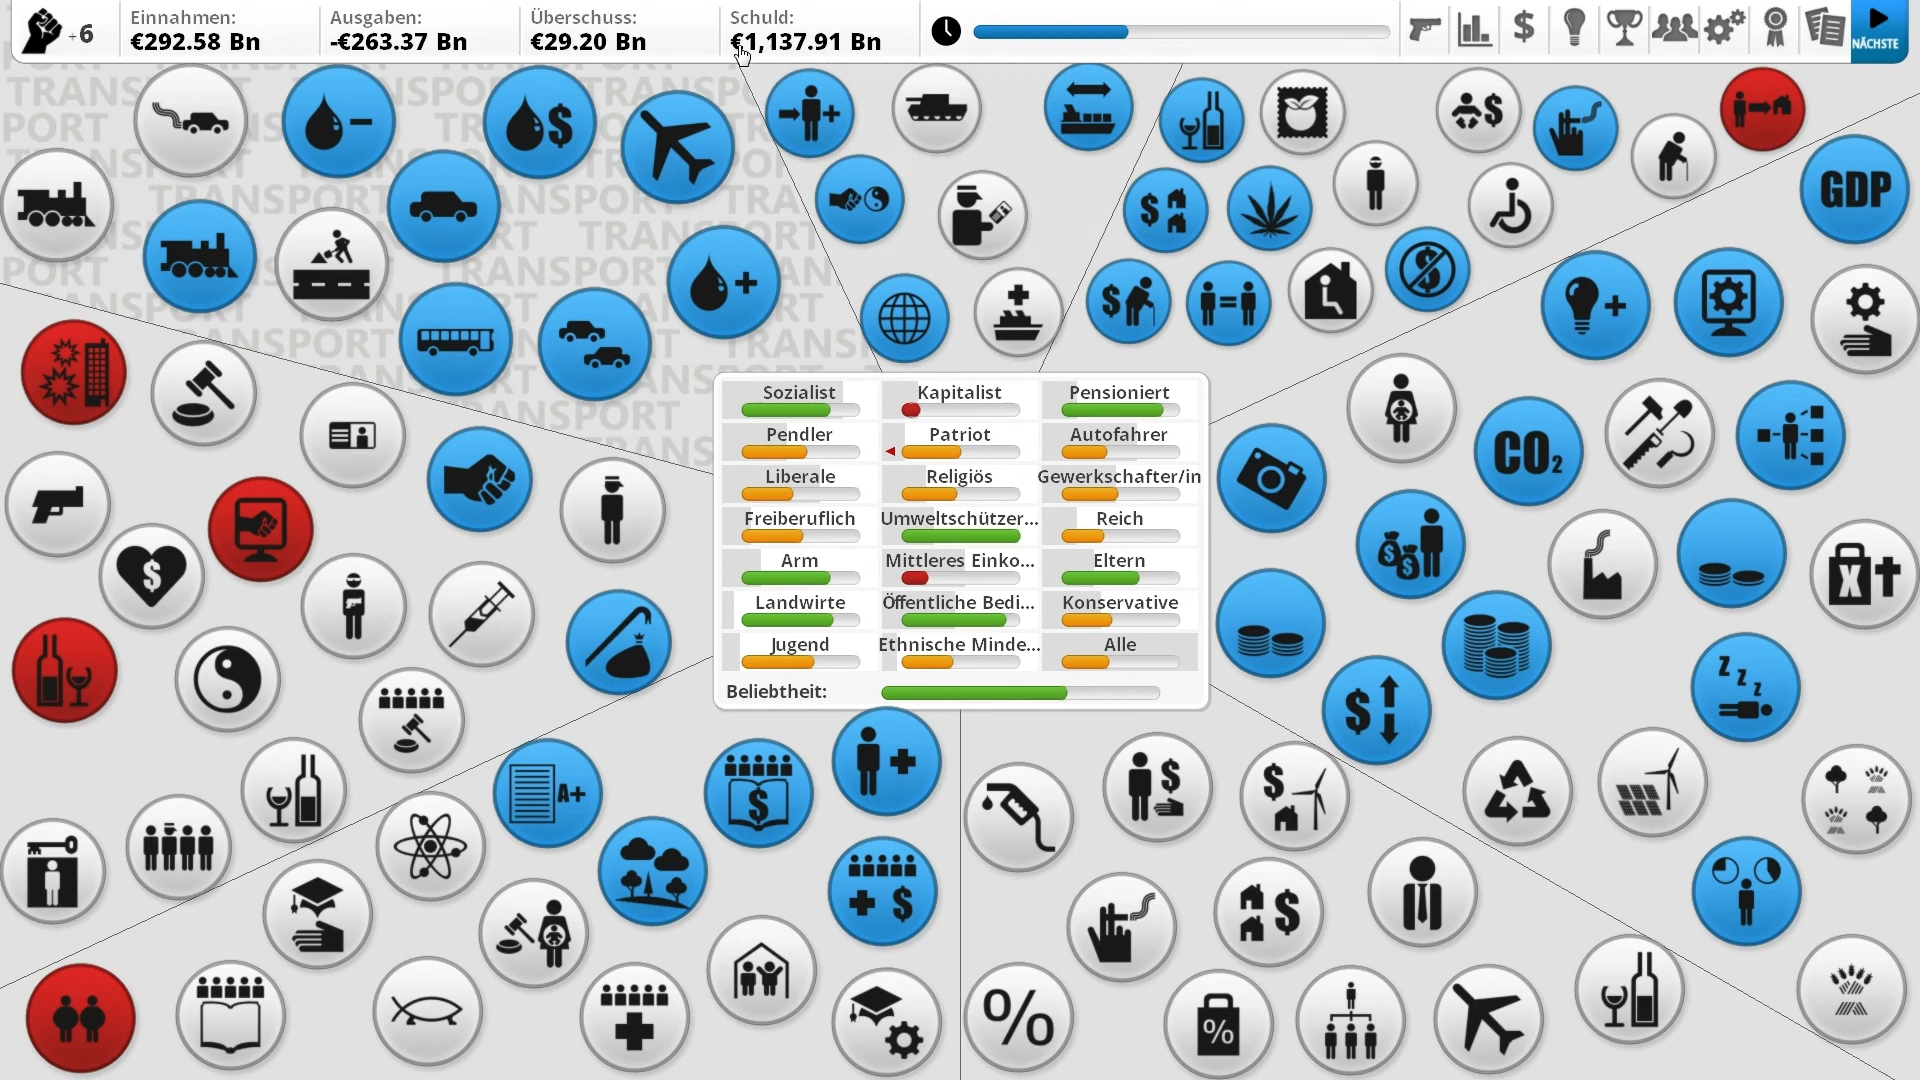 +6
Einnahmen:
€292.58 Bn
Ausgaben:
-€263.37 Bn
Überschuss:
€29.20 Bn
Schuld:
€1,137.91 Bn
NÄCHSTE
TRANSPORT
GDP
CO₂
A+
Z Z Z
X
%
%
Sozialist Kapitalist Pensioniert
Pendler Patriot Autofahrer
Liberale Religiös Gewerkschafter/in
Freiberuflich Umweltschützer... Reich
Arm Mittleres Einko... Eltern
Landwirte Öffentliche Bedi... Konservative
Jugend Ethnische Minde... Alle
Beliebtheit: